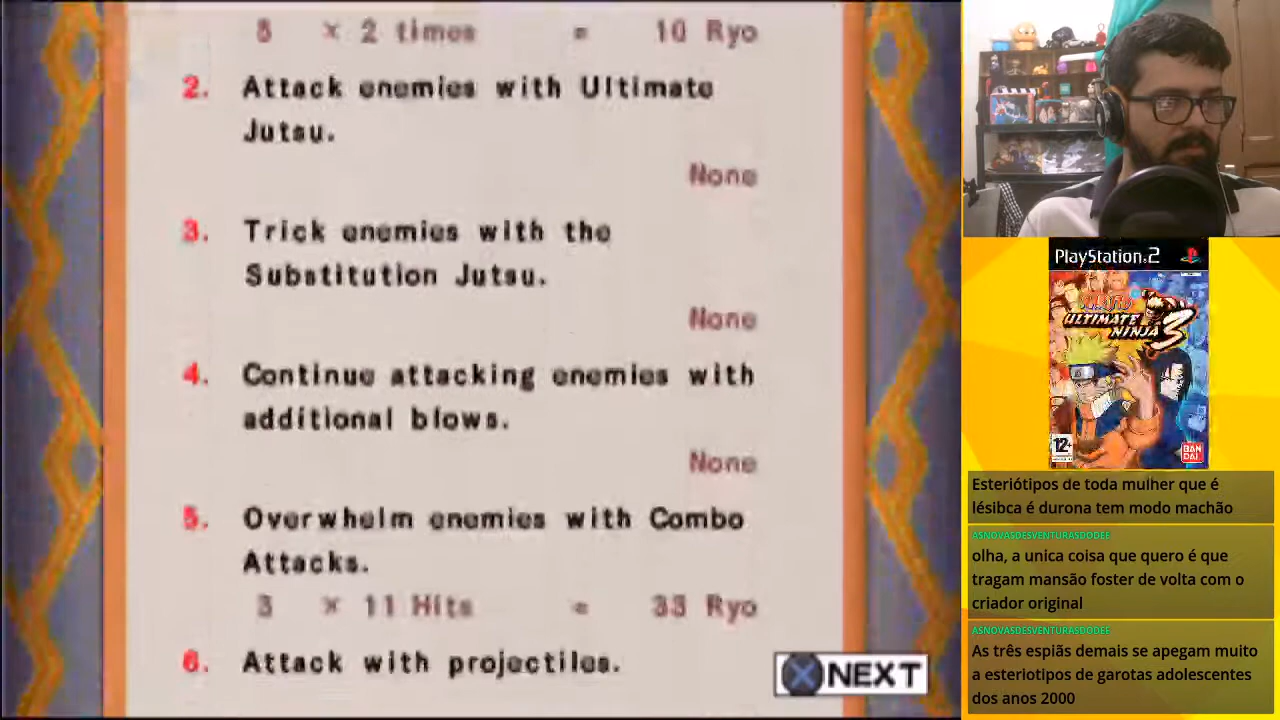 8 × 2 times = 10 Ryo
2. Attack enemies with Ultimate
Jutsu.
None
3. Trick enemies with the
Substitution Jutsu.
None
4. Continue attacking enemies with
additional blows.
None
5. Overwhelm enemies with Combo
Attacks.
3 × 11 Hits = 33 Ryo
6. Attack with projectiles.
NEXT
PlayStation.2
ULTIMATE
NINJA 3
12+
BAN
DAI
Esteriótipos de toda mulher que é
lésibca é durona tem modo machão
ASNOVASDESVENTURASDODEE
olha, a unica coisa que quero é que
tragam mansão foster de volta com o
criador original
ASNOVASDESVENTURASDODEE
As três espiãs demais se apegam muito
a esteriotipos de garotas adolescentes
dos anos 2000